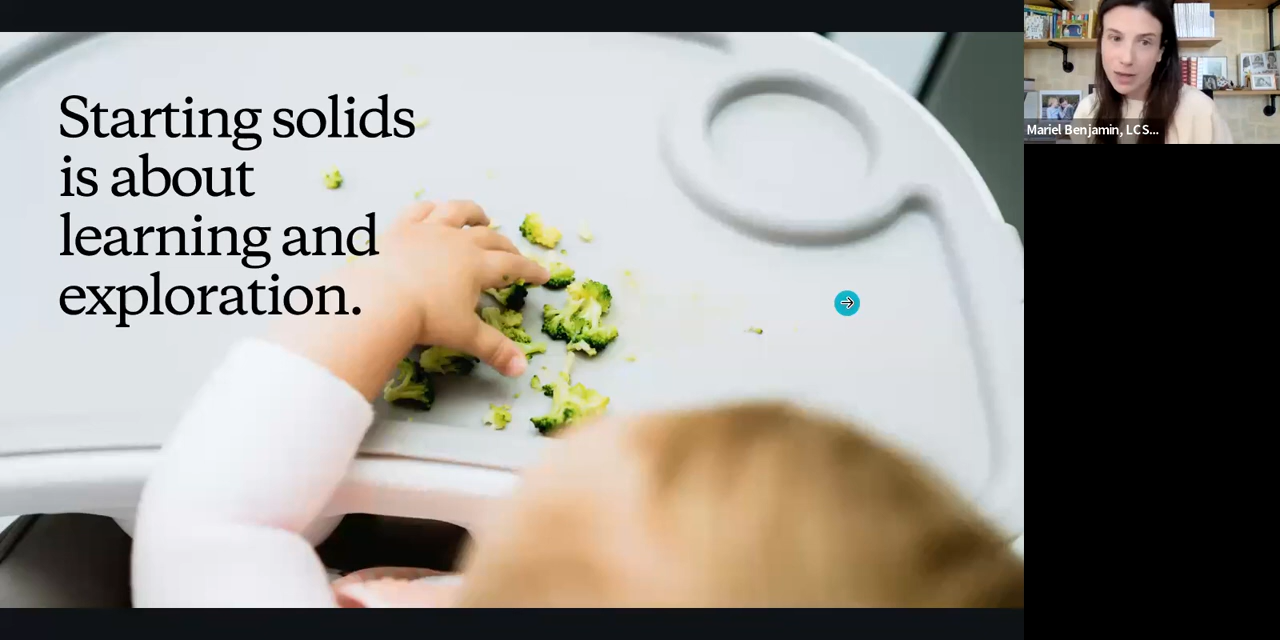 Starting solids
is about
learning and
exploration.
Mariel Benjamin, LCS...